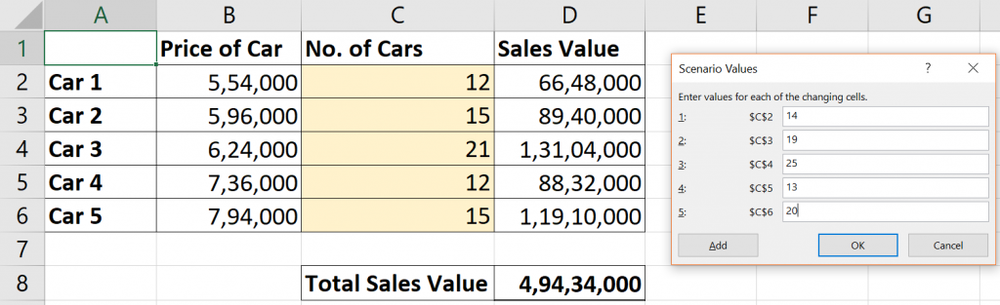 A B C D E F G
1 Price of Car No. of Cars Sales Value
2 Car 1 5,54,000 12 66,48,000
3 Car 2 5,96,000 15 89,40,000
4 Car 3 6,24,000 21 1,31,04,000
5 Car 4 7,36,000 12 88,32,000
6 Car 5 7,94,000 15 1,19,10,000
7
8 Total Sales Value 4,94,34,000
Scenario Values ? ×
Enter values for each of the changing cells.
1: $C$2 14
2: $C$3 19
3: $C$4 25
4: $C$5 13
5: $C$6 20
Add OK Cancel